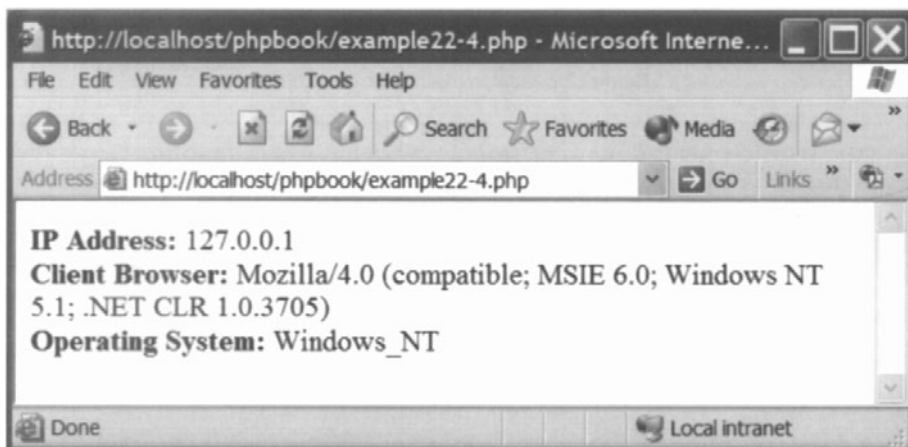 http://localhost/phpbook/example22-4.php - Microsoft Interne...
File Edit View Favorites Tools Help
Back Search Favorites Media »
Address http://localhost/phpbook/example22-4.php Go Links »
IP Address: 127.0.0.1
Client Browser: Mozilla/4.0 (compatible; MSIE 6.0; Windows NT
5.1; .NET CLR 1.0.3705)
Operating System: Windows_NT
Done Local intranet